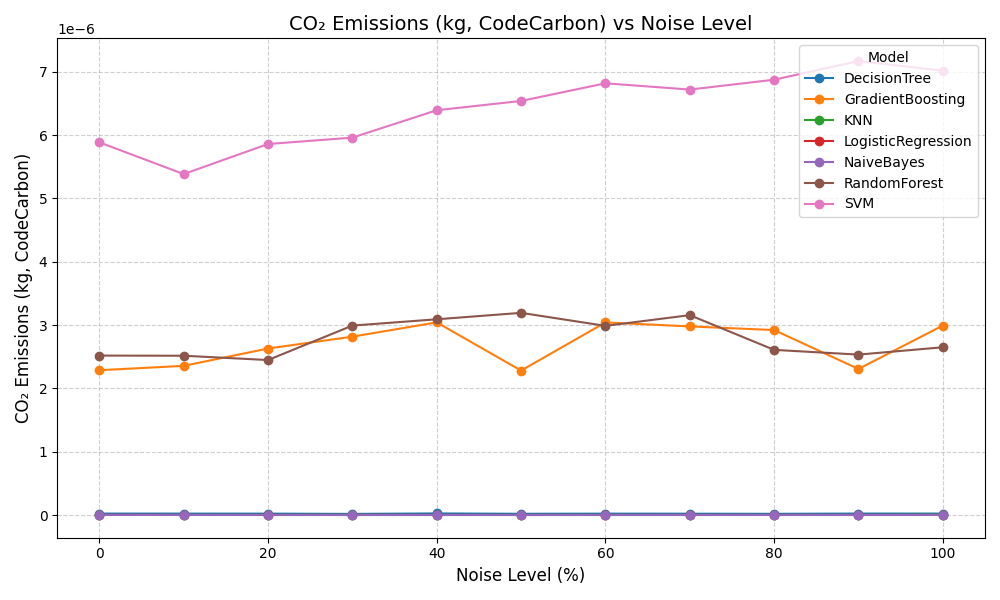 CO₂ Emissions (kg, CodeCarbon) vs Noise Level
1e−6
Model
DecisionTree
GradientBoosting
KNN
LogisticRegression
NaiveBayes
RandomForest
SVM
7
6
5
4
3
2
1
0
CO₂ Emissions (kg, CodeCarbon)
0 20 40 60 80 100
Noise Level (%)